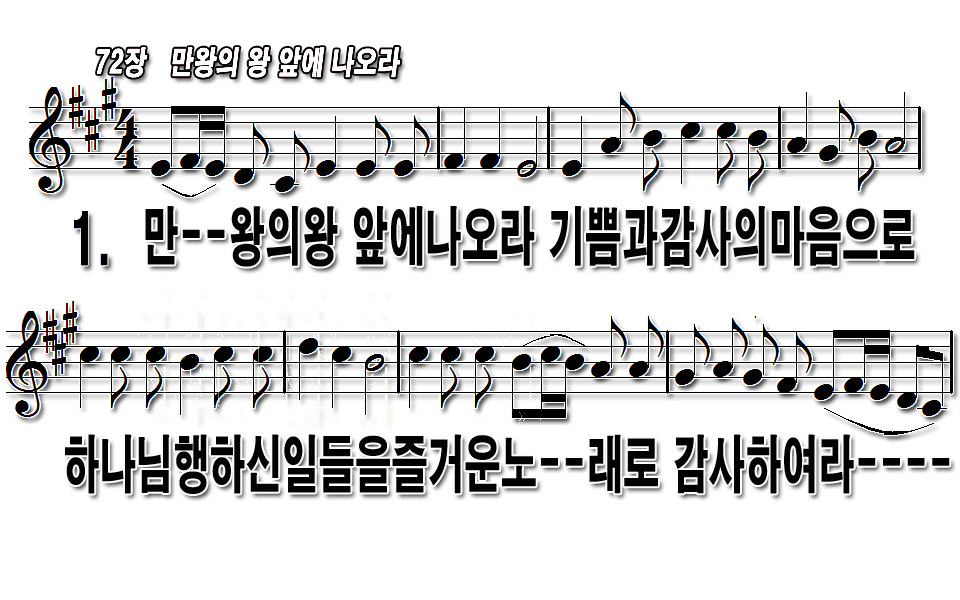 72장 만왕의 왕 앞에 나오라
1. 만--왕의왕 앞에나오라 기쁨과감사의마음으로
하나님행하신일들을즐거운노--래로 감사하여라----